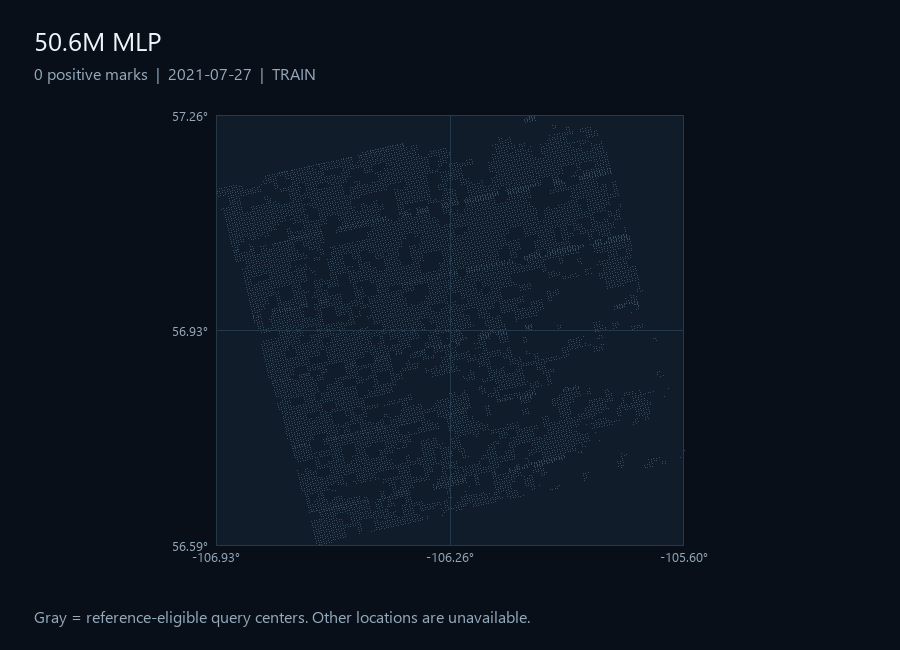 50.6M MLP
0 positive marks | 2021-07-27 | TRAIN
57.26°
56.93°
56.59°
-106.93° -106.26° -105.60°
Gray = reference-eligible query centers. Other locations are unavailable.